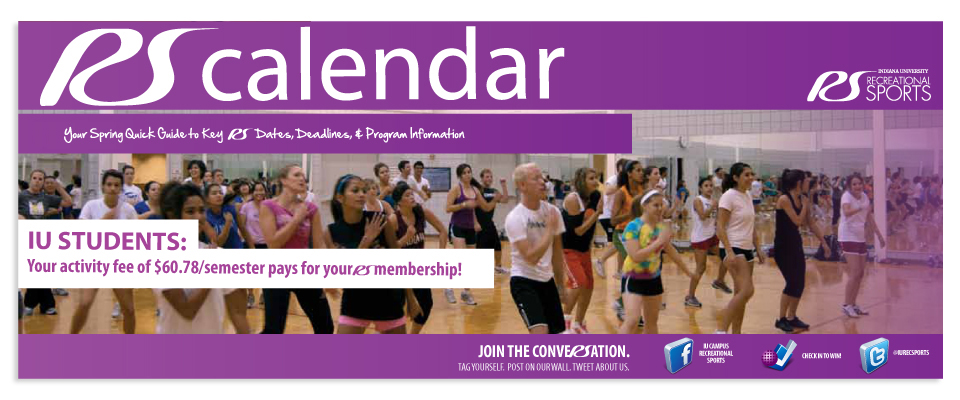 RS calendar
INDIANA UNIVERSITY
RS RECREATIONAL
SPORTS
Your Spring Quick Guide to Key RS Dates, Deadlines, & Program Information
IU STUDENTS:
Your activity fee of $60.78/semester pays for your RS membership!
JOIN THE CONVERSATION.
TAG YOURSELF. POST ON OUR WALL. TWEET ABOUT US.
f
IU CAMPUS
RECREATIONAL
SPORTS
CHECK IN TO WIN!
t
@IURECSPORTS